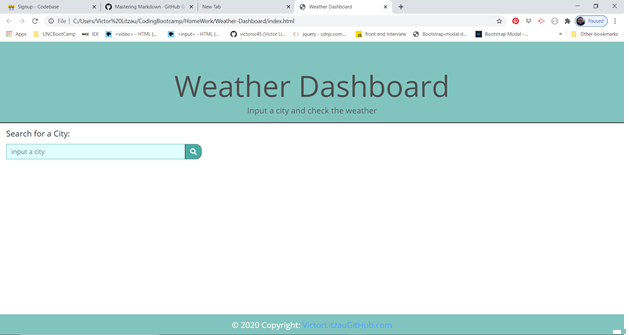 Signup - Codebase
Mastering Markdown · GitHub G
New Tab
Weather Dashboard
File | C:/Users/Victor%20Litzau/CodingBootcamp/HomeWork/Weather-Dashboard/index.html
Paused
Apps
UNCBootCamp
IEX
<video> - HTML |...
<input> - HTML |...
victorxc45 (Victor Li...
jquery - cdnjs.com...
front end Interview
Bootstrap-modal d...
Bootstrap Modal -...
»
Other bookmarks
Weather Dashboard
Input a city and check the weather
Search for a City:
input a city
© 2020 Copyright: VictorLitzauGitHub.com